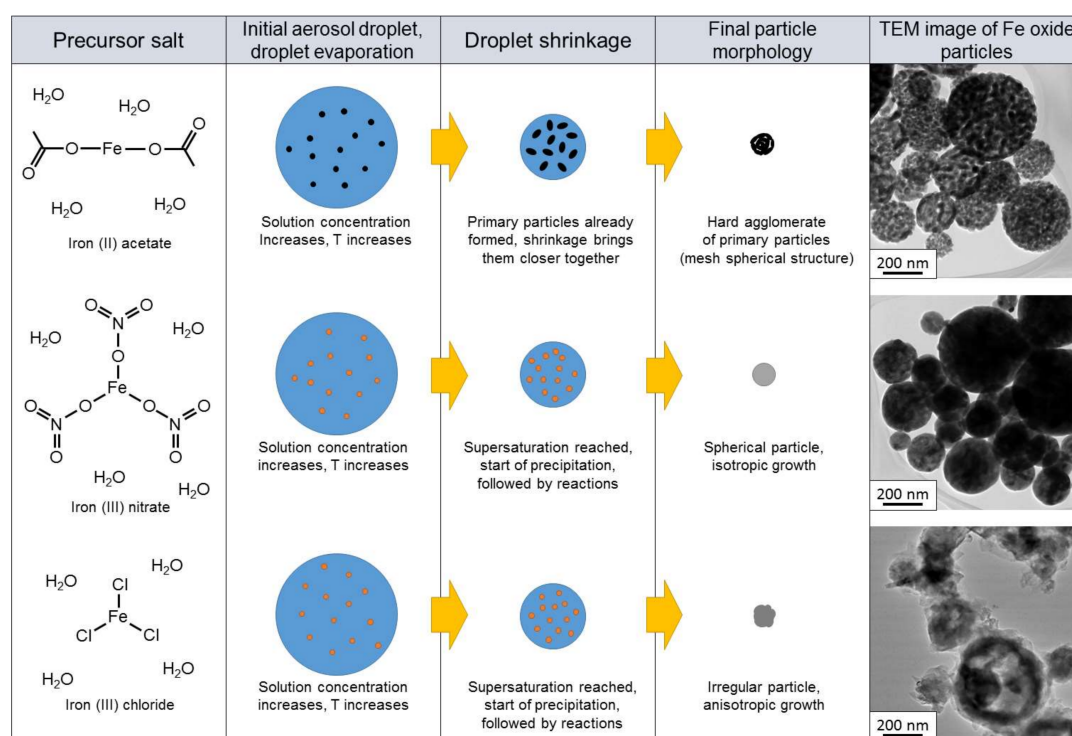 Precursor salt
Initial aerosol droplet,
droplet evaporation
Droplet shrinkage
Final particle
morphology
TEM image of Fe oxide
particles
H₂O
H₂O
O
O
Fe
O
O
H₂O
H₂O
Iron (II) acetate
Solution concentration
Increases, T increases
Primary particles already
formed, shrinkage brings
them closer together
Hard agglomerate
of primary particles
(mesh spherical structure)
200 nm
O
O
N
H₂O
H₂O
O
Fe
O
O
O
O
N
N
O
O
H₂O
H₂O
Iron (III) nitrate
Solution concentration
increases, T increases
Supersaturation reached,
start of precipitation,
followed by reactions
Spherical particle,
isotropic growth
200 nm
H₂O
H₂O
Cl
Fe
Cl
Cl
H₂O
H₂O
Iron (III) chloride
Solution concentration
increases, T increases
Supersaturation reached,
start of precipitation,
followed by reactions
Irregular particle,
anisotropic growth
200 nm